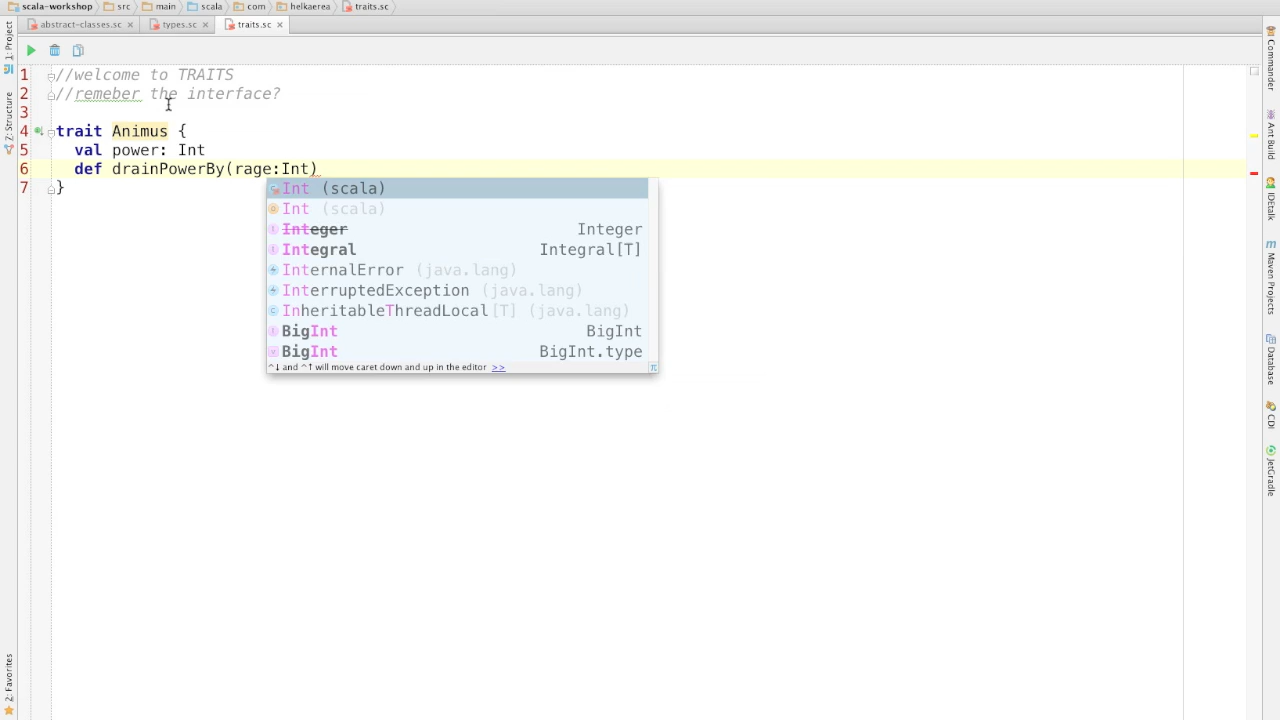 scala-workshop src main scala com helkaerea traits.sc
abstract-classes.sc types.sc traits.sc
1 //welcome to TRAITS
2 //remeber the interface?
3
4 trait Animus {
5 val power: Int
6 def drainPowerBy(rage:Int)
7 }
Int (scala)
Int (scala)
Integer Integer
Integral Integral[T]
InternalError (java.lang)
InterruptedException (java.lang)
InheritableThreadLocal[T] (java.lang)
BigInt BigInt
BigInt BigInt.type
^↓ and ^↑ will move caret down and up in the editor >>
π
1: Project
7: Structure
2: Favorites
Commander
Ant Build
IDEtalk
m
Maven Projects
Database
CDI
JetGradle